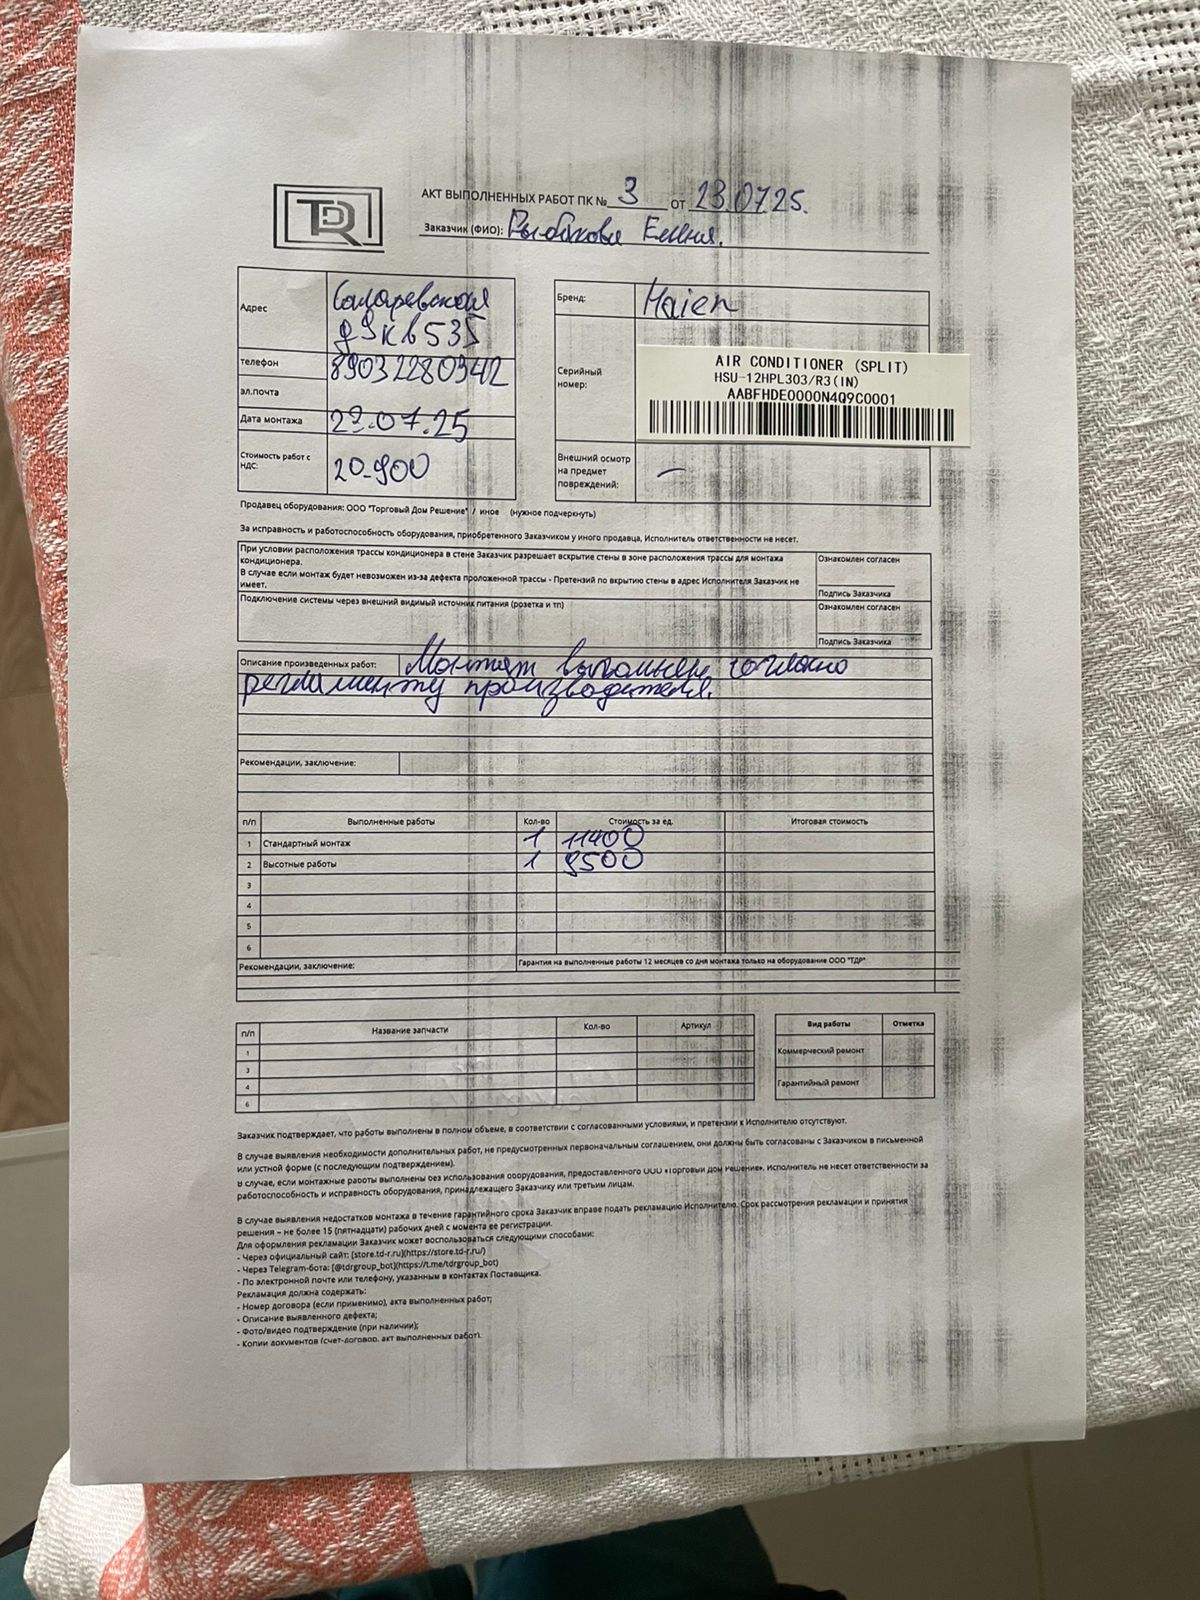 TDR
АКТ ВЫПОЛНЕННЫХ РАБОТ ПК № 3 от 23.07.25.
Заказчик (ФИО): Рыбакова Елена.
Адрес Саларевская
д 9 кв 535
телефон 89032280942
эл.почта
Дата монтажа 22.07.25
Стоимость работ с НДС: 20-900
Бренд: Haier
Серийный номер:
AIR CONDITIONER (SPLIT)
HSU-12HPL303/R3(IN)
AABFHDE0000N4Q9C0001
Внешний осмотр
на предмет
повреждений: —
Продавец оборудования: ООО "Торговый Дом Решение" / иное (нужное подчеркнуть)
За исправность и работоспособность оборудования, приобретенного Заказчиком у иного продавца, Исполнитель ответственности не несет.
При условии расположения трассы кондиционера в стене Заказчик разрешает вскрытие стены в зоне расположения трассы для монтажа
кондиционера.
В случае если монтаж будет невозможен из-за дефекта проложенной трассы - Претензий по вскрытию стены в адрес Исполнителя Заказчик не
имеет.
Ознакомлен согласен
Подпись Заказчика
Подключение системы через внешний видимый источник питания (розетка и тп)
Ознакомлен согласен
Подпись Заказчика
Описание произведенных работ: Монтаж выполнен согласно
регламенту производителя.
Рекомендации, заключение:
п/п Выполненные работы Кол-во Стоимость за ед. Итоговая стоимость
1 Стандартный монтаж 1 11400
2 Высотные работы 1 9500
3
4
5
6
Рекомендации, заключение: Гарантия на выполненные работы 12 месяцев со дня монтажа только на оборудование ООО "ТДР"
п/п Название запчасти Кол-во Артикул
1
3
4
6
Вид работы Отметка
Коммерческий ремонт
Гарантийный ремонт
Заказчик подтверждает, что работы выполнены в полном объеме, в соответствии с согласованными условиями, и претензии к Исполнителю отсутствуют.
В случае выявления необходимости дополнительных работ, не предусмотренных первоначальным соглашением, они должны быть согласованы с Заказчиком в письменной
или устной форме (с последующим подтверждением).
В случае, если монтажные работы выполнены без использования оборудования, предоставленного ООО «Торговый Дом Решение», Исполнитель не несет ответственности за
работоспособность и исправность оборудования, принадлежащего Заказчику или третьим лицам.
В случае выявления недостатков монтажа в течение гарантийного срока Заказчик вправе подать рекламацию Исполнителю. Срок рассмотрения рекламации и принятия
решения – не более 15 (пятнадцати) рабочих дней с момента ее регистрации.
Для оформления рекламации Заказчик может воспользоваться следующими способами:
- Через официальный сайт: [store.td-r.ru](https://store.td-r.ru/)
- Через Telegram-бота: [@tdrgroup_bot](https://t.me/tdrgroup_bot)
- По электронной почте или телефону, указанным в контактах Поставщика.
Рекламация должна содержать:
- Номер договора (если применимо), акта выполненных работ;
- Описание выявленного дефекта;
- Фото/видео подтверждение (при наличии);
- Копии документов (счет-договор, акт выполненных работ).